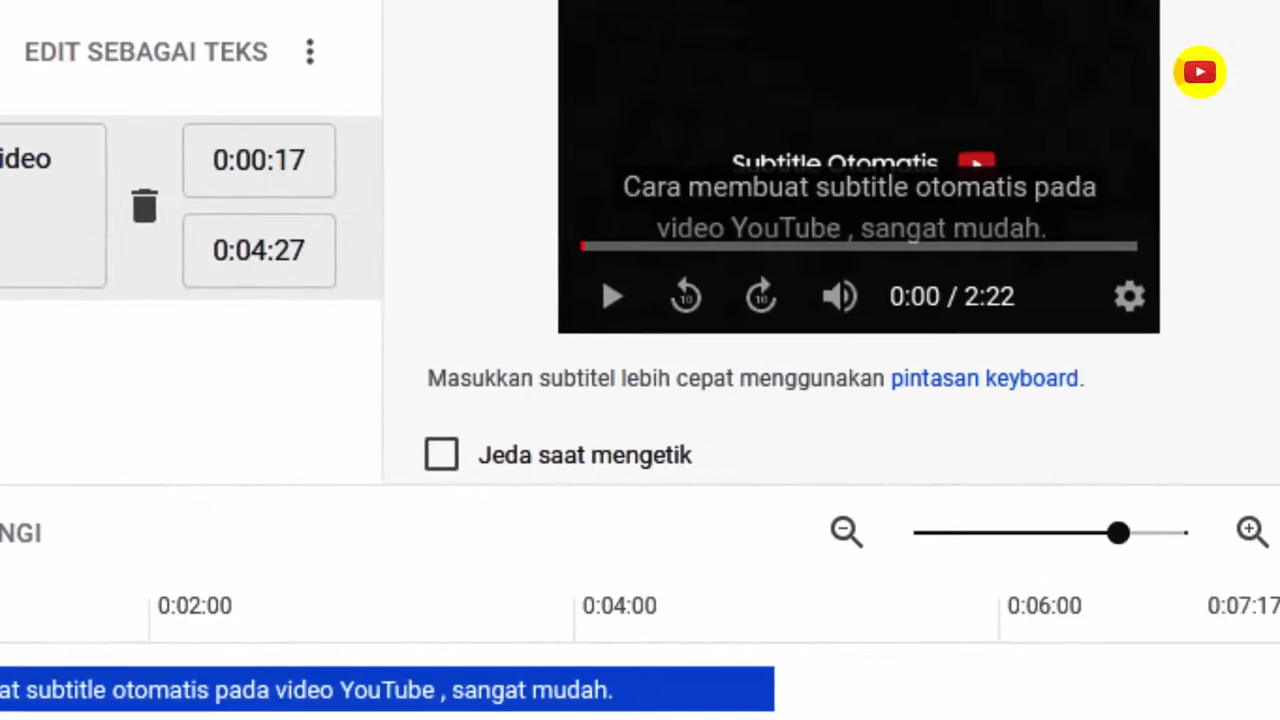 EDIT SEBAGAI TEKS
ideo
0:00:17
0:04:27
Subtitle Otomatis
Cara membuat subtitle otomatis pada
video YouTube , sangat mudah.
10
10
0:00 / 2:22
Masukkan subtitel lebih cepat menggunakan pintasan keyboard.
Jeda saat mengetik
NGI
0:02:00
0:04:00
0:06:00
0:07:17
at subtitle otomatis pada video YouTube , sangat mudah.